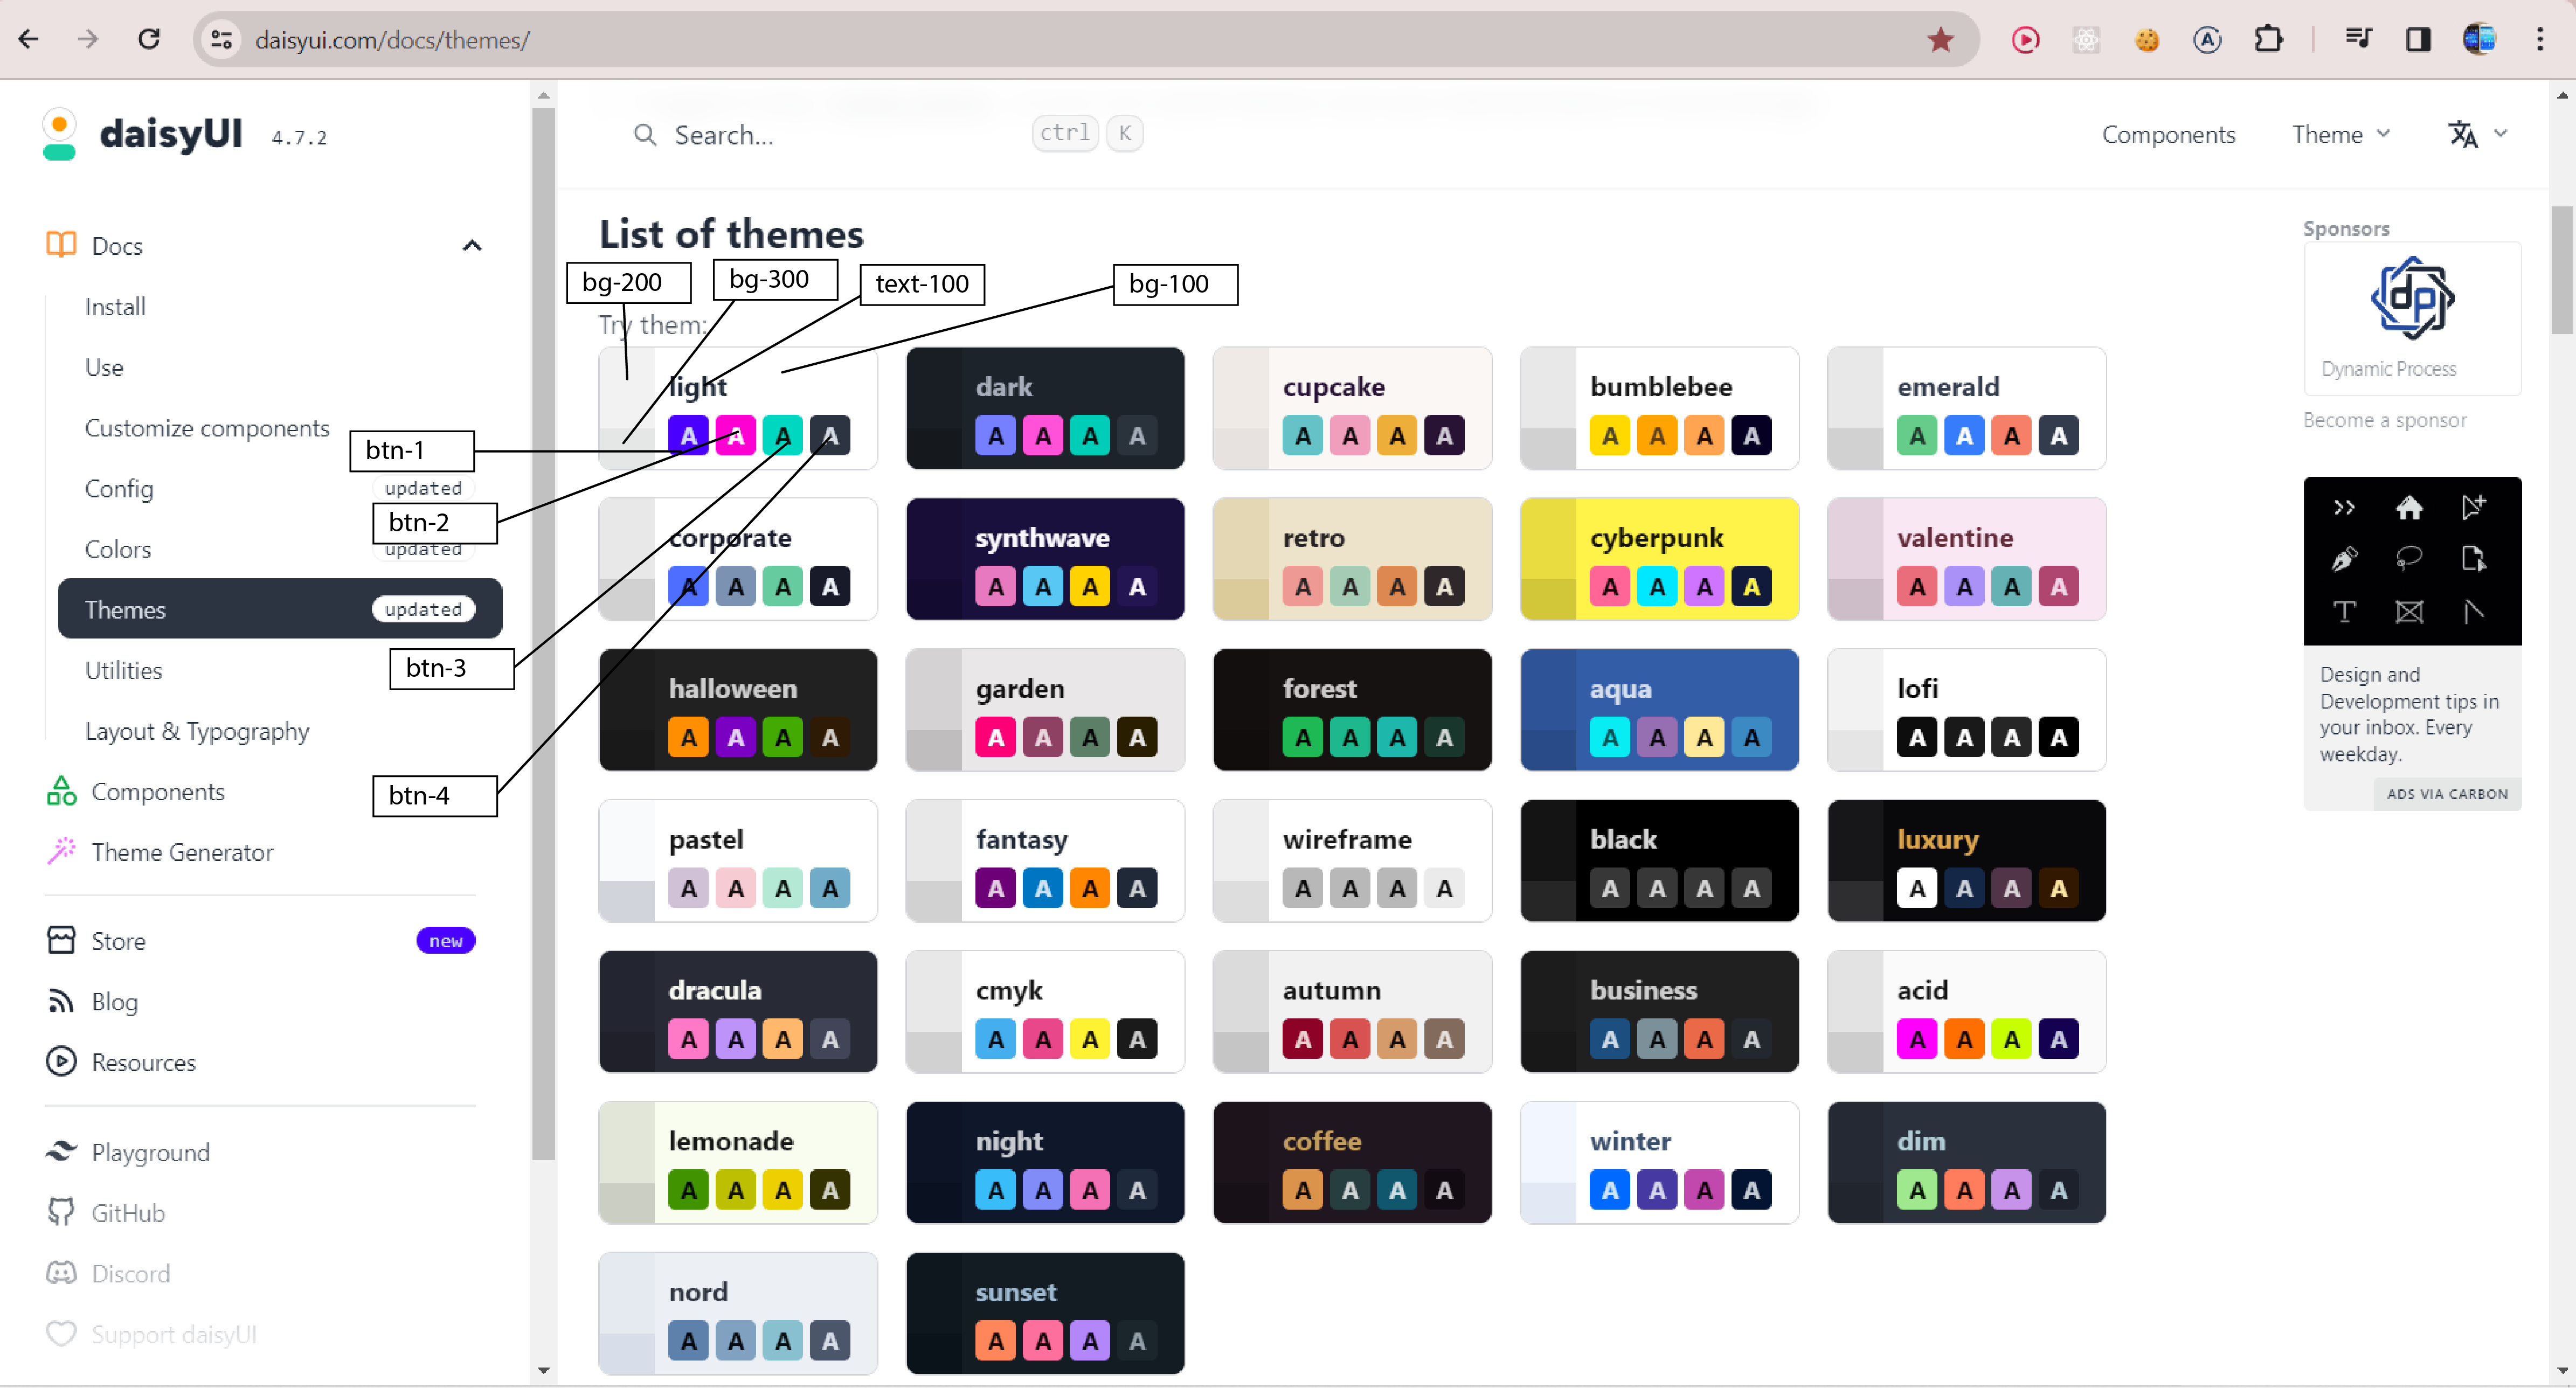 daisyui.com/docs/themes/
daisyUI 4.7.2
Search...
ctrl K
Components
Theme
Docs
Install
Use
Customize components
Config updated
Colors updated
Themes updated
Utilities
Layout & Typography
Components
Theme Generator
Store new
Blog
Resources
Playground
GitHub
Discord
Support daisyUI
List of themes
bg-200
bg-300
text-100
bg-100
Try them:
btn-1
btn-2
btn-3
btn-4
light
A A A A
dark
A A A A
cupcake
A A A A
bumblebee
A A A A
emerald
A A A A
corporate
A A A A
synthwave
A A A A
retro
A A A A
cyberpunk
A A A A
valentine
A A A A
halloween
A A A A
garden
A A A A
forest
A A A A
aqua
A A A A
lofi
A A A A
pastel
A A A A
fantasy
A A A A
wireframe
A A A A
black
A A A A
luxury
A A A A
dracula
A A A A
cmyk
A A A A
autumn
A A A A
business
A A A A
acid
A A A A
lemonade
A A A A
night
A A A A
coffee
A A A A
winter
A A A A
dim
A A A A
nord
A A A A
sunset
A A A A
Sponsors
dp
Dynamic Process
Become a sponsor
Design and
Development tips in
your inbox. Every
weekday.
ADS VIA CARBON